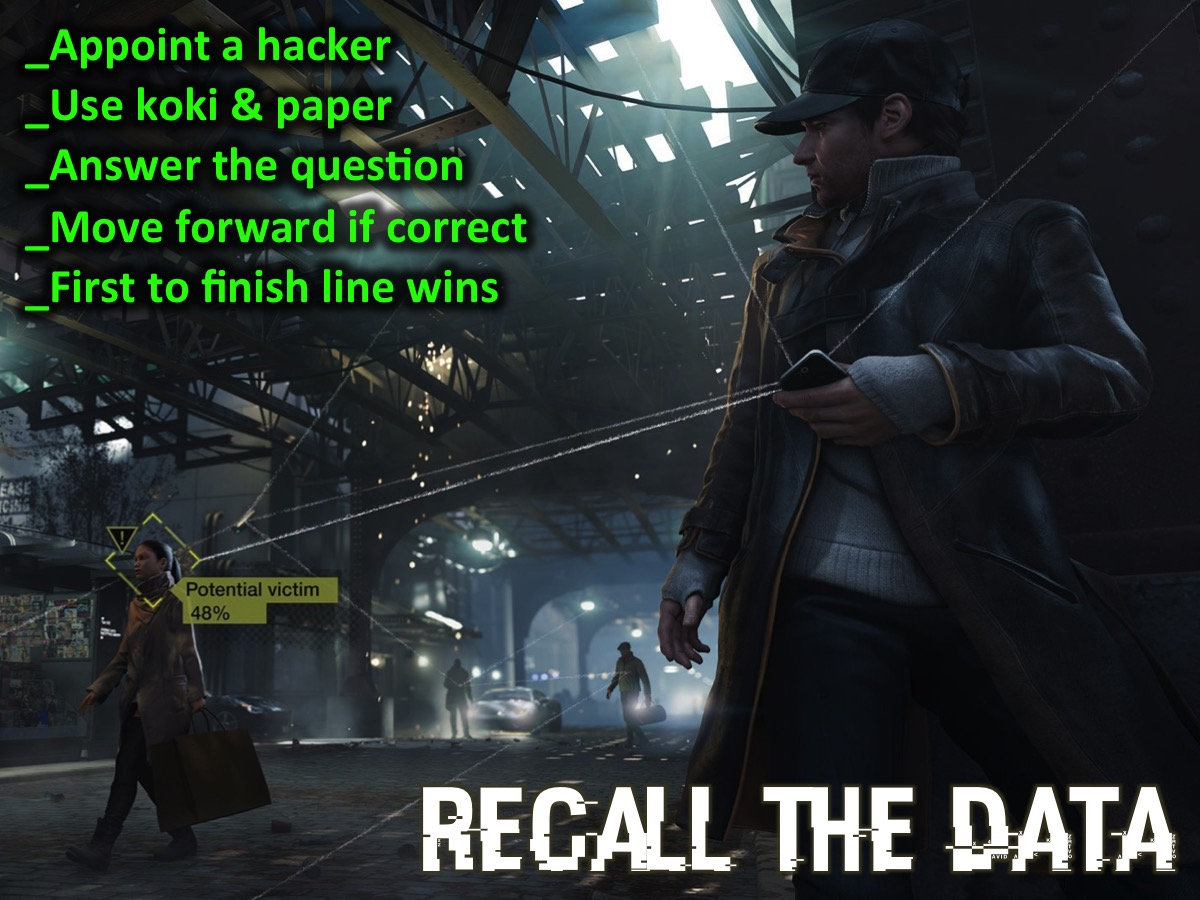 _Appoint a hacker
_Use koki & paper
_Answer the question
_Move forward if correct
_First to finish line wins
Potential victim
48%
RECALL THE DATA